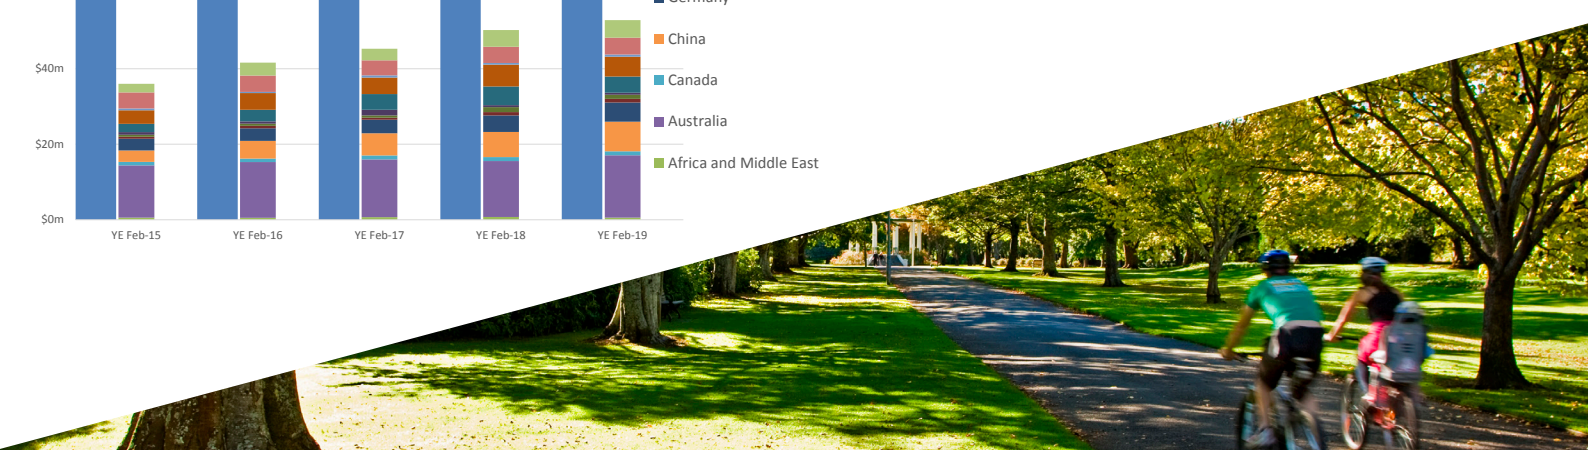 Germany
China
$40m
Canada
Australia
$20m
Africa and Middle East
$0m
YE Feb-15 YE Feb-16 YE Feb-17 YE Feb-18 YE Feb-19